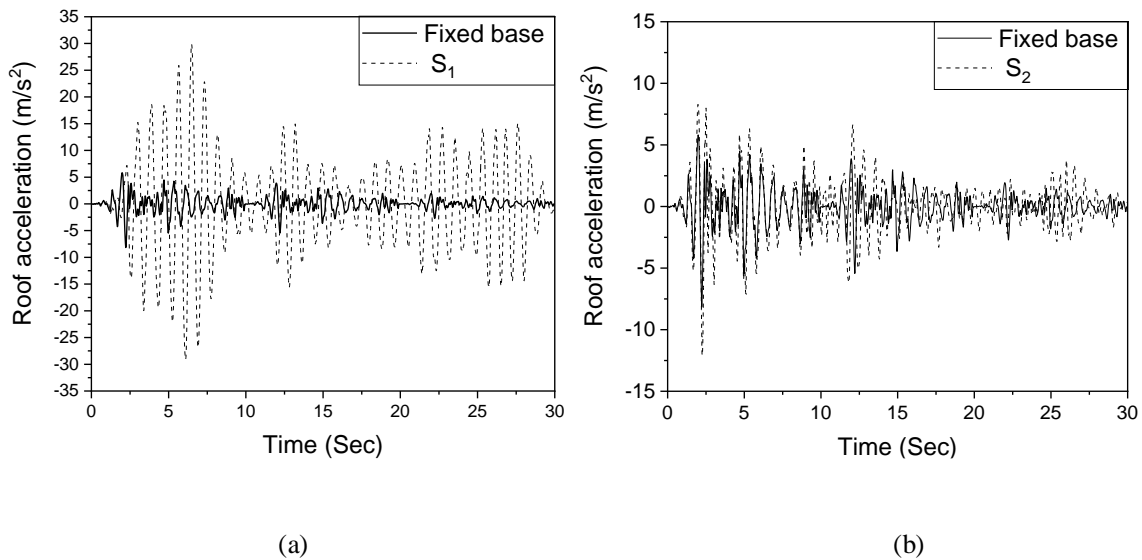 35
30
25
20
15
10
5
0
-5
-10
-15
-20
-25
-30
-35
Roof acceleration (m/s²)
Fixed base
S₁
0 5 10 15 20 25 30
Time (Sec)
(a)
15
10
5
0
-5
-10
-15
Roof acceleration (m/s²)
Fixed base
S₂
0 5 10 15 20 25 30
Time (Sec)
(b)